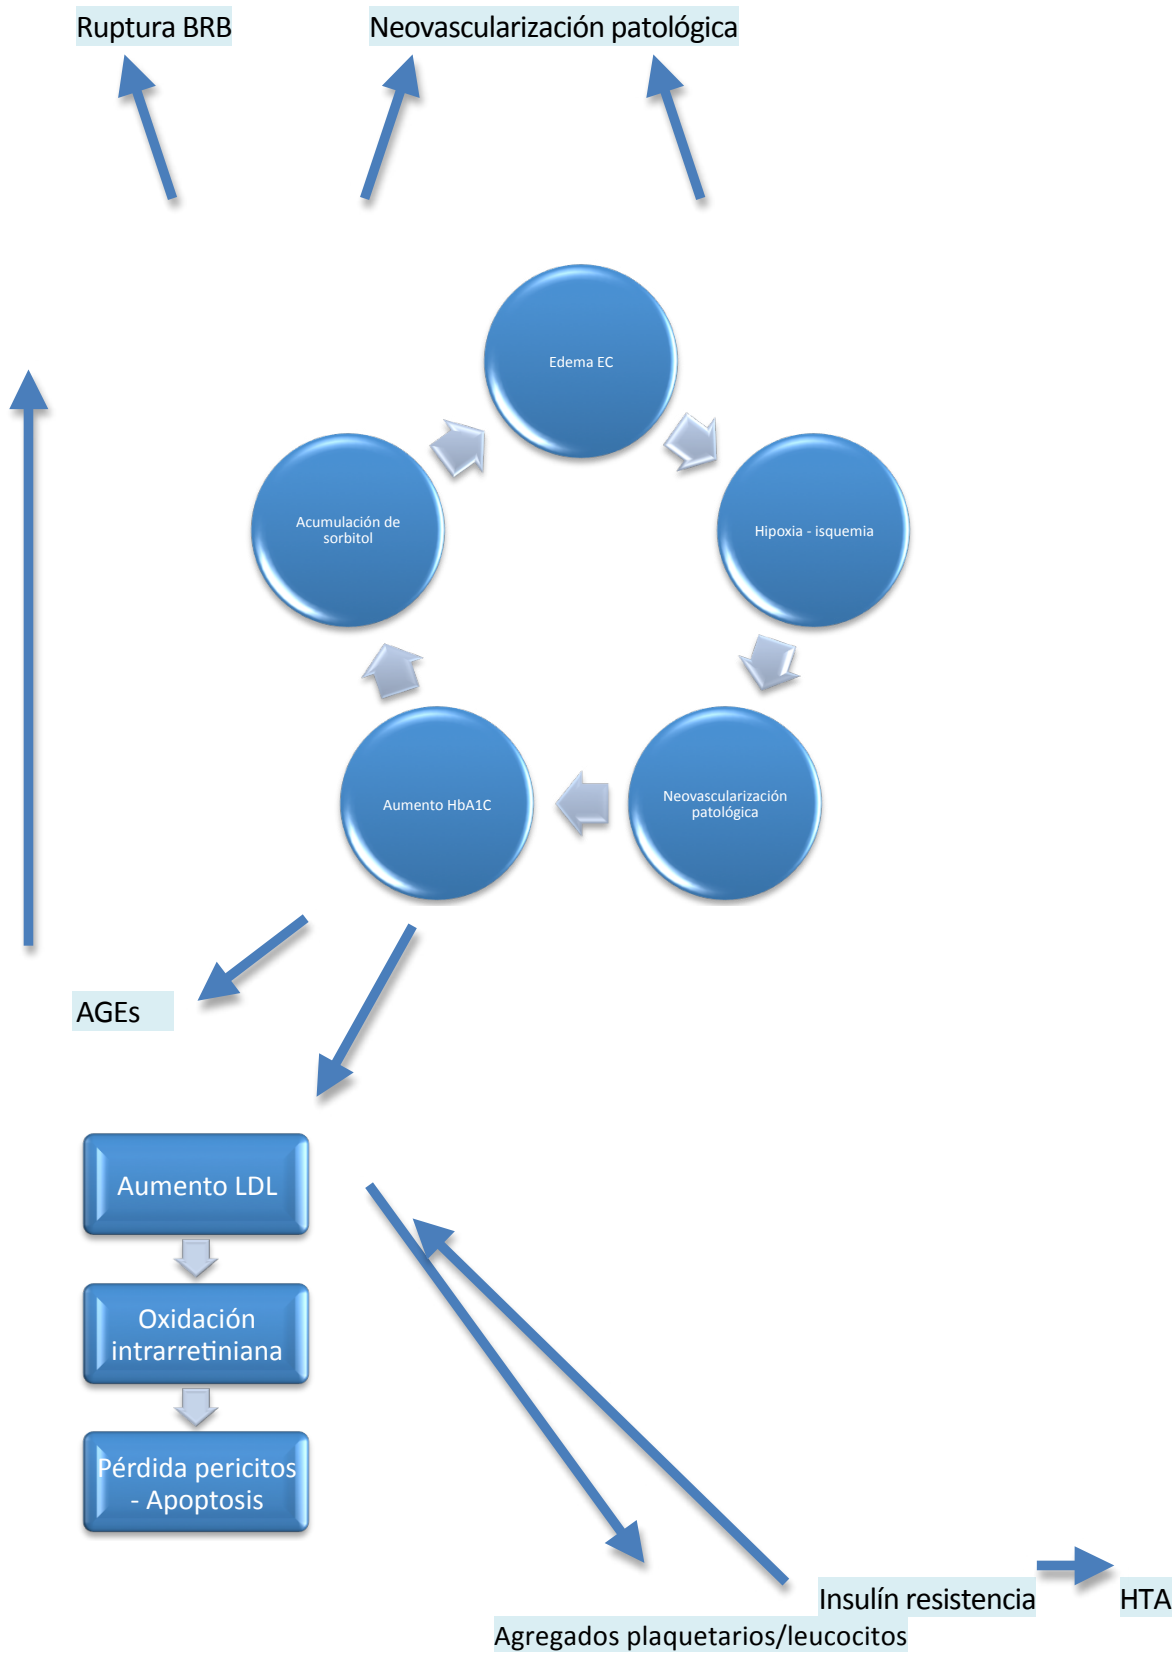 Ruptura BRB
Neovascularización patológica
Edema EC
Acumulación de
sorbitol
Hipoxia - isquemia
Aumento HbA1C
Neovascularización
patológica
AGEs
Aumento LDL
Oxidación
intrarretiniana
Pérdida pericitos
- Apoptosis
Insulín resistencia
HTA
Agregados plaquetarios/leucocitos